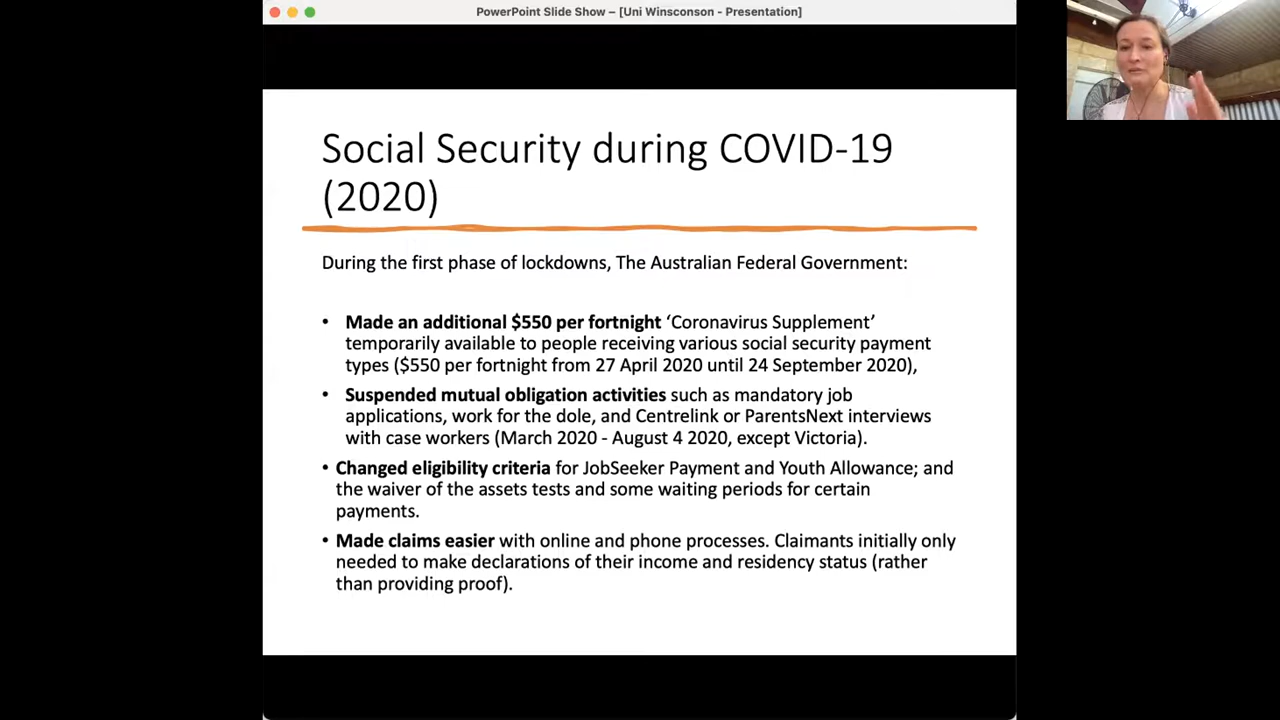 PowerPoint Slide Show – [Uni Winsconson - Presentation]
Social Security during COVID-19
(2020)
During the first phase of lockdowns, The Australian Federal Government:
• Made an additional $550 per fortnight ‘Coronavirus Supplement’
temporarily available to people receiving various social security payment
types ($550 per fortnight from 27 April 2020 until 24 September 2020),
• Suspended mutual obligation activities such as mandatory job
applications, work for the dole, and Centrelink or ParentsNext interviews
with case workers (March 2020 - August 4 2020, except Victoria).
• Changed eligibility criteria for JobSeeker Payment and Youth Allowance; and
the waiver of the assets tests and some waiting periods for certain
payments.
• Made claims easier with online and phone processes. Claimants initially only
needed to make declarations of their income and residency status (rather
than providing proof).